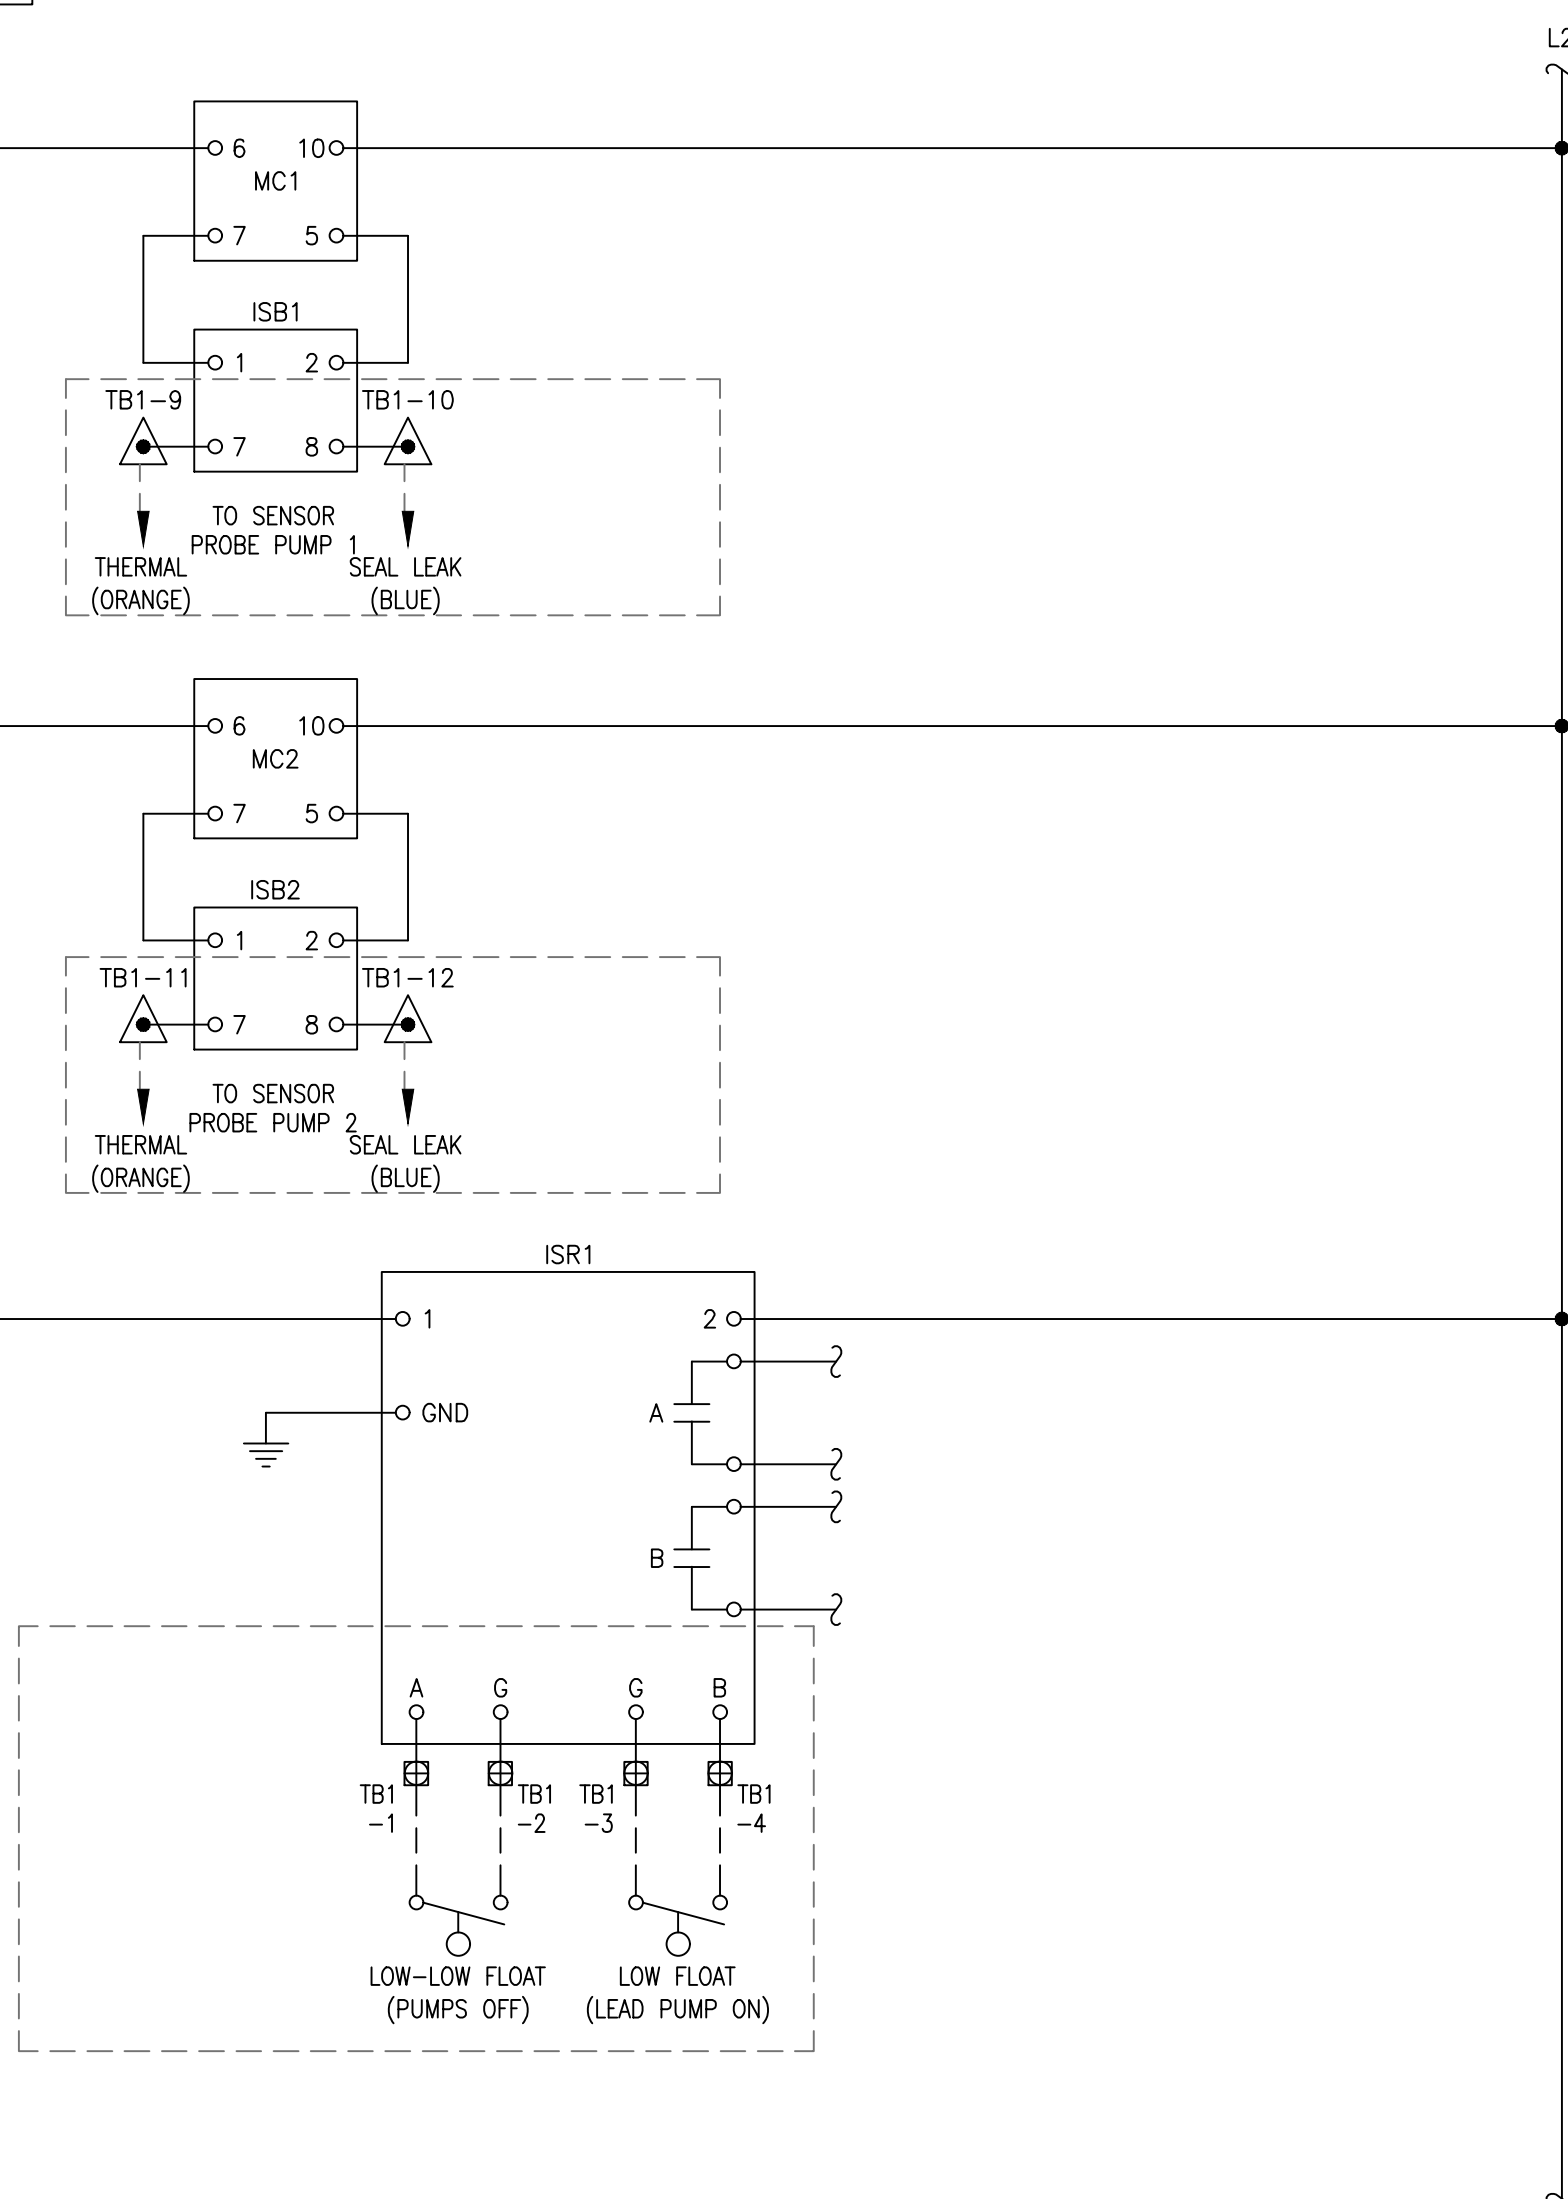 L2
6 10
MC1
7 5
ISB1
1 2
TB1-9 TB1-10
7 8
TO SENSOR
PROBE PUMP 1
THERMAL SEAL LEAK
(ORANGE) (BLUE)
6 10
MC2
7 5
ISB2
1 2
TB1-11 TB1-12
7 8
TO SENSOR
PROBE PUMP 2
THERMAL SEAL LEAK
(ORANGE) (BLUE)
ISR1
1 2
GND A
B
A G G B
TB1 TB1 TB1 TB1
-1 -2 -3 -4
LOW-LOW FLOAT LOW FLOAT
(PUMPS OFF) (LEAD PUMP ON)